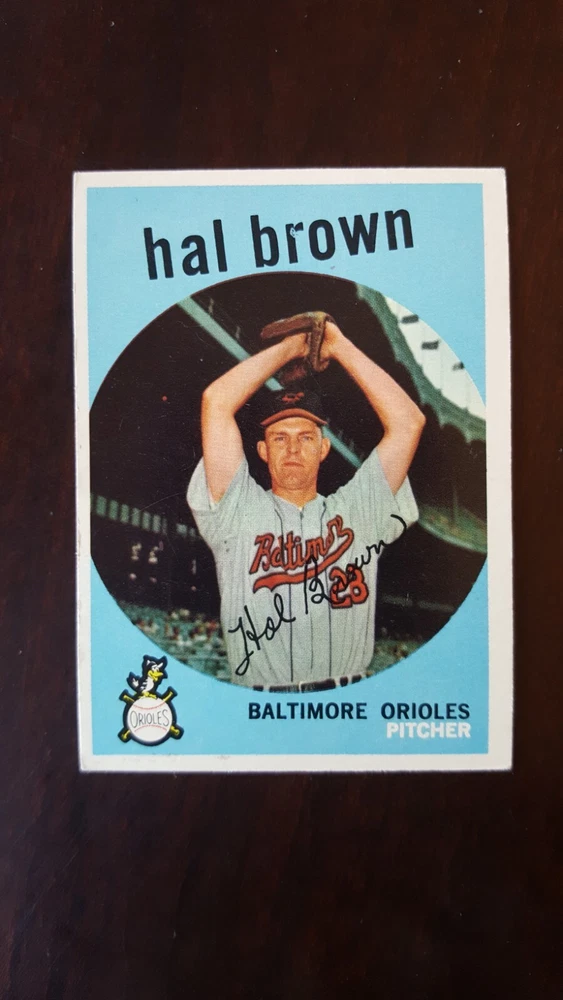 hal brown
Baltimore
28
Hal Brown
ORIOLES
BALTIMORE ORIOLES
PITCHER